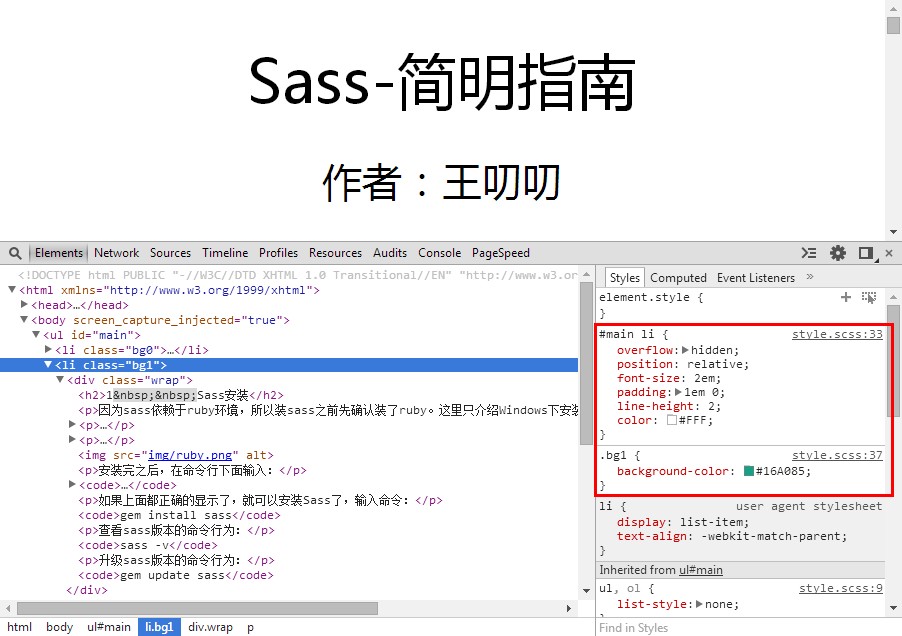 Sass-简明指南
作者：王叨叨
Elements Network Sources Timeline Profiles Resources Audits Console PageSpeed
<!DOCTYPE html PUBLIC "-//W3C//DTD XHTML 1.0 Transitional//EN" "http://www.w3.or
▼<html xmlns="http://www.w3.org/1999/xhtml">
▶<head>…</head>
▼<body screen_capture_injected="true">
▼<ul id="main">
▶<li class="bg0">…</li>
▼<li class="bg1">
▼<div class="wrap">
<h2>1&nbsp;&nbsp;Sass安装</h2>
<p>因为sass依赖于ruby环境，所以装sass之前先确认装了ruby。这里只介绍Windows下安装
▶<p>…</p>
▶<p>…</p>
<img src="img/ruby.png" alt>
<p>安装完之后，在命令行下面输入：</p>
▶<code>…</code>
<p>如果上面都正确的显示了，就可以安装Sass了，输入命令：</p>
<code>gem install sass</code>
<p>查看sass版本的命令行为：</p>
<code>sass -v</code>
<p>升级sass版本的命令行为：</p>
<code>gem update sass</code>
</div>
html body ul#main li.bg1 div.wrap p
Styles Computed Event Listeners »
element.style {
}
#main li { style.scss:33
overflow:▶hidden;
position: relative;
font-size: 2em;
padding:▶1em 0;
line-height: 2;
color: #FFF;
}
.bg1 { style.scss:37
background-color: #16A085;
}
li { user agent stylesheet
display: list-item;
text-align: -webkit-match-parent;
}
Inherited from ul#main
ul, ol { style.scss:9
list-style:▶none;
Find in Styles